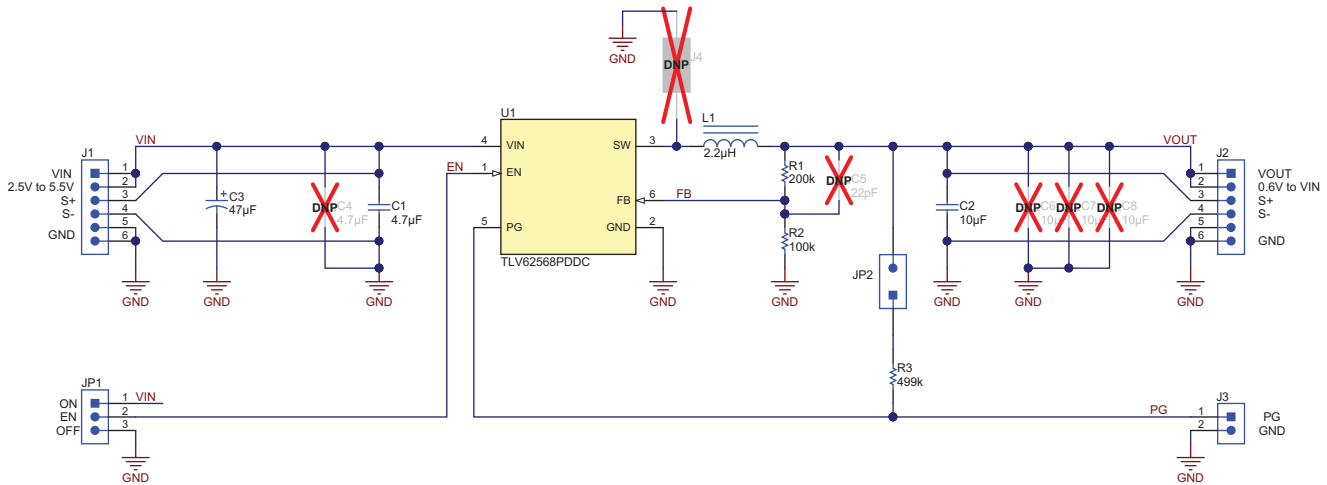 GND
DNP J4
U1
L1
2.2µH
J1
VIN
2.5V to 5.5V
S+
S-
GND
1
2
3
4
5
6
VIN
GND
C3
+
47µF
GND
DNP C4
4.7µF
C1
4.7µF
GND
EN
4 VIN
1 EN
5 PG
SW 3
FB 6
GND 2
TLV62568PDDC
FB
GND
R1
200k
R2
100k
GND
DNP C5
22pF
JP2
R3
499k
C2
10µF
GND
DNP C6
10µF
DNP C7
10µF
DNP C8
10µF
GND
VOUT
J2
1
2
3
4
5
6
VOUT
0.6V to VIN
S+
S-
GND
GND
JP1
ON 1 VIN
EN 2
OFF 3
GND
PG
J3
1 PG
2 GND
GND